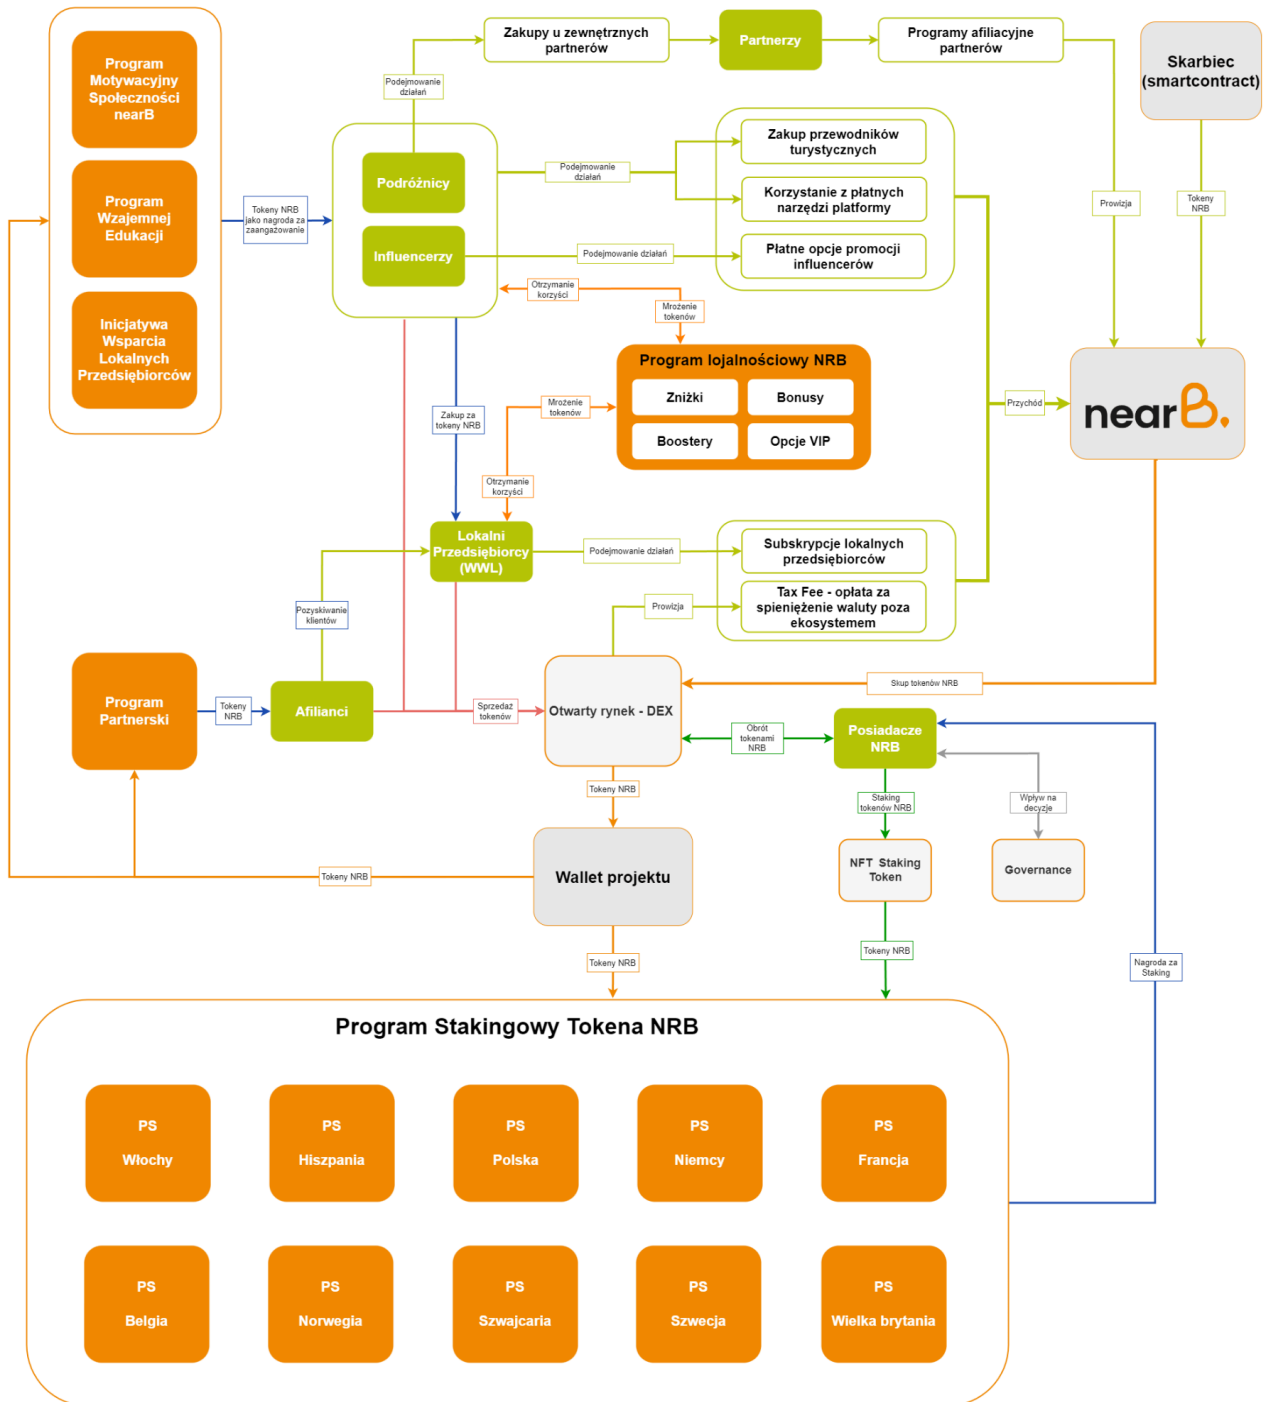 Program
Motywacyjny
Społeczności
nearB
Program
Wzajemnej
Edukacji
Inicjatywa
Wsparcia
Lokalnych
Przedsiębiorców
Tokeny NRB
jako nagroda za
zaangażowanie
Podejmowanie
działań
Zakupy u zewnętrznych
partnerów
Partnerzy
Programy afiliacyjne
partnerów
Skarbiec
(smartcontract)
Podróżnicy
Influencerzy
Podejmowanie
działań
Podejmowanie działań
Zakup przewodników
turystycznych
Korzystanie z płatnych
narzędzi platformy
Płatne opcje promocji
influencerów
Prowizja
Tokeny
NRB
Otrzymanie
korzyści
Mrożenie
tokenów
Program lojalnościowy NRB
Zniżki
Bonusy
Boostery
Opcje VIP
Przychód
nearB.
Zakup za
tokeny NRB
Mrożenie
tokenów
Otrzymanie
korzyści
Lokalni
Przedsiębiorcy
(WWL)
Podejmowanie działań
Subskrypcje lokalnych
przedsiębiorców
Tax Fee - opłata za
spieniężenie waluty poza
ekosystemem
Prowizja
Pozyskiwanie
klientów
Program
Partnerski
Tokeny
NRB
Afilianci
Sprzedaż
tokenów
Otwarty rynek - DEX
Skup tokenów NRB
Obrót
tokenami
NRB
Posiadacze
NRB
Tokeny NRB
Staking
tokenów NRB
Wpływ na
decyzje
Wallet projektu
NFT Staking
Token
Governance
Tokeny NRB
Tokeny NRB
Tokeny NRB
Nagroda za
Staking
Program Stakingowy Tokena NRB
PS
Włochy
PS
Hiszpania
PS
Polska
PS
Niemcy
PS
Francja
PS
Belgia
PS
Norwegia
PS
Szwajcaria
PS
Szwecja
PS
Wielka brytania